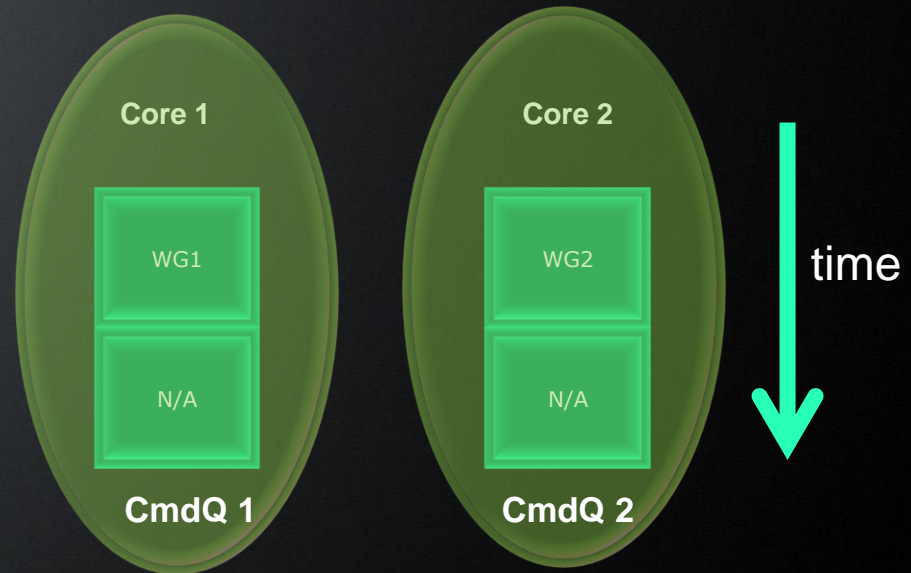 Core 1
WG1
N/A
CmdQ 1
Core 2
WG2
N/A
CmdQ 2
time